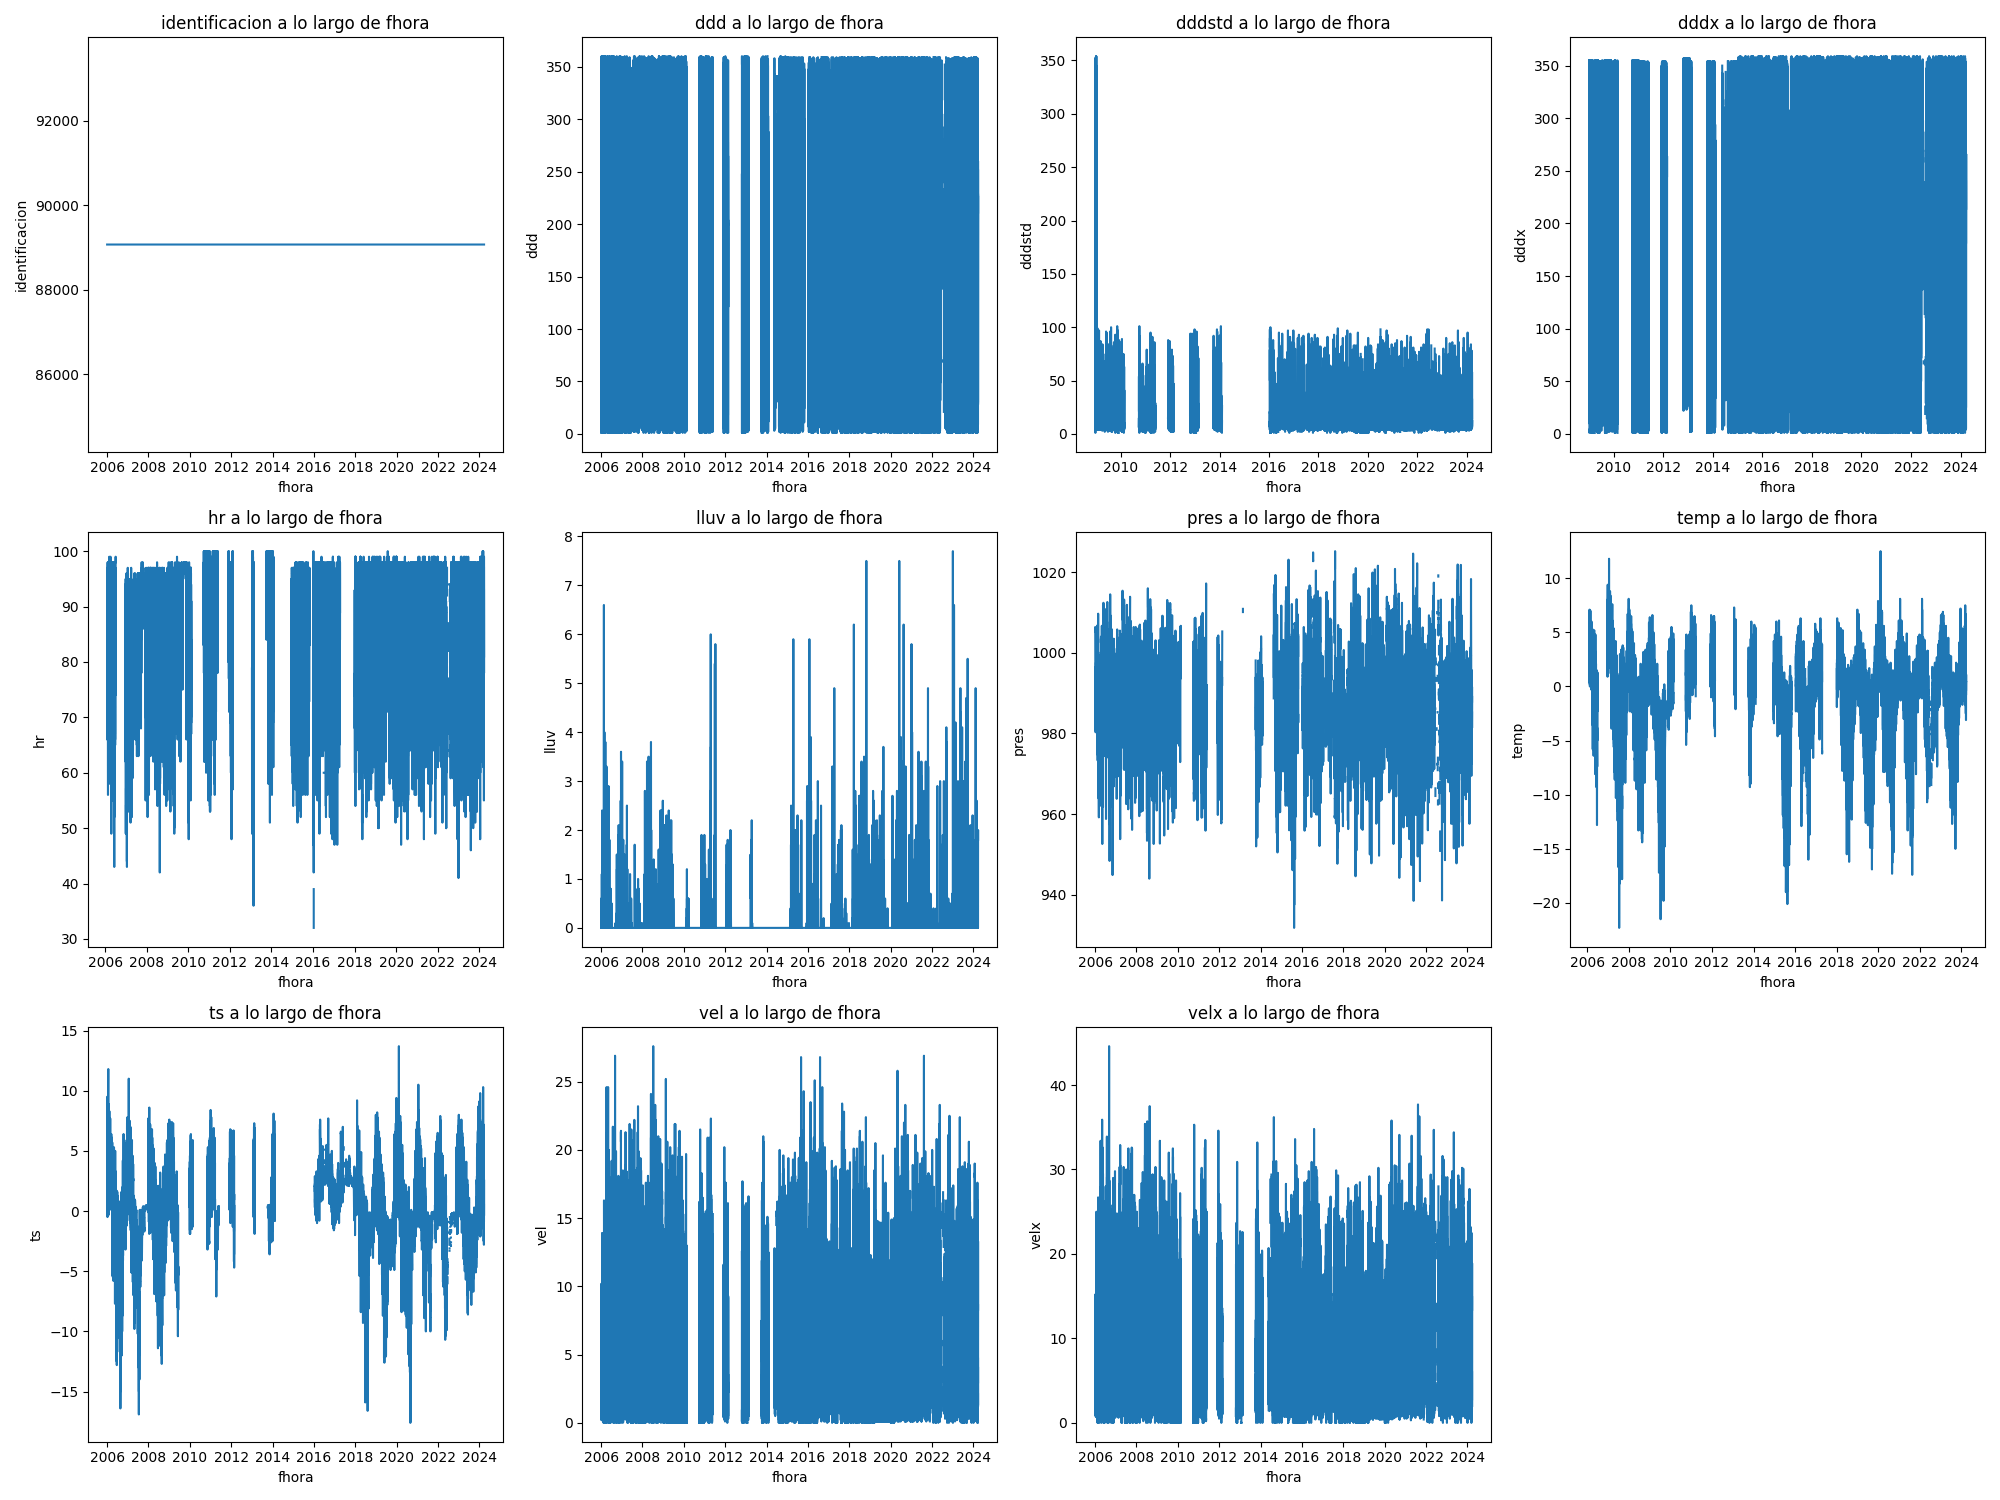 identificacion a lo largo de fhora
ddd a lo largo de fhora
dddstd a lo largo de fhora
dddx a lo largo de fhora
identificacion
92000
90000
88000
86000
2006 2008 2010 2012 2014 2016 2018 2020 2022 2024
fhora
ddd
350
300
250
200
150
100
50
0
2006 2008 2010 2012 2014 2016 2018 2020 2022 2024
fhora
dddstd
350
300
250
200
150
100
50
0
2010 2012 2014 2016 2018 2020 2022 2024
fhora
dddx
350
300
250
200
150
100
50
0
2010 2012 2014 2016 2018 2020 2022 2024
fhora
hr a lo largo de fhora
lluv a lo largo de fhora
pres a lo largo de fhora
temp a lo largo de fhora
hr
100
90
80
70
60
50
40
30
2006 2008 2010 2012 2014 2016 2018 2020 2022 2024
fhora
lluv
8
7
6
5
4
3
2
1
0
2006 2008 2010 2012 2014 2016 2018 2020 2022 2024
fhora
pres
1020
1000
980
960
940
2006 2008 2010 2012 2014 2016 2018 2020 2022 2024
fhora
temp
10
5
0
−5
−10
−15
−20
2006 2008 2010 2012 2014 2016 2018 2020 2022 2024
fhora
ts a lo largo de fhora
vel a lo largo de fhora
velx a lo largo de fhora
ts
15
10
5
0
−5
−10
−15
2006 2008 2010 2012 2014 2016 2018 2020 2022 2024
fhora
vel
25
20
15
10
5
0
2006 2008 2010 2012 2014 2016 2018 2020 2022 2024
fhora
velx
40
30
20
10
0
2006 2008 2010 2012 2014 2016 2018 2020 2022 2024
fhora